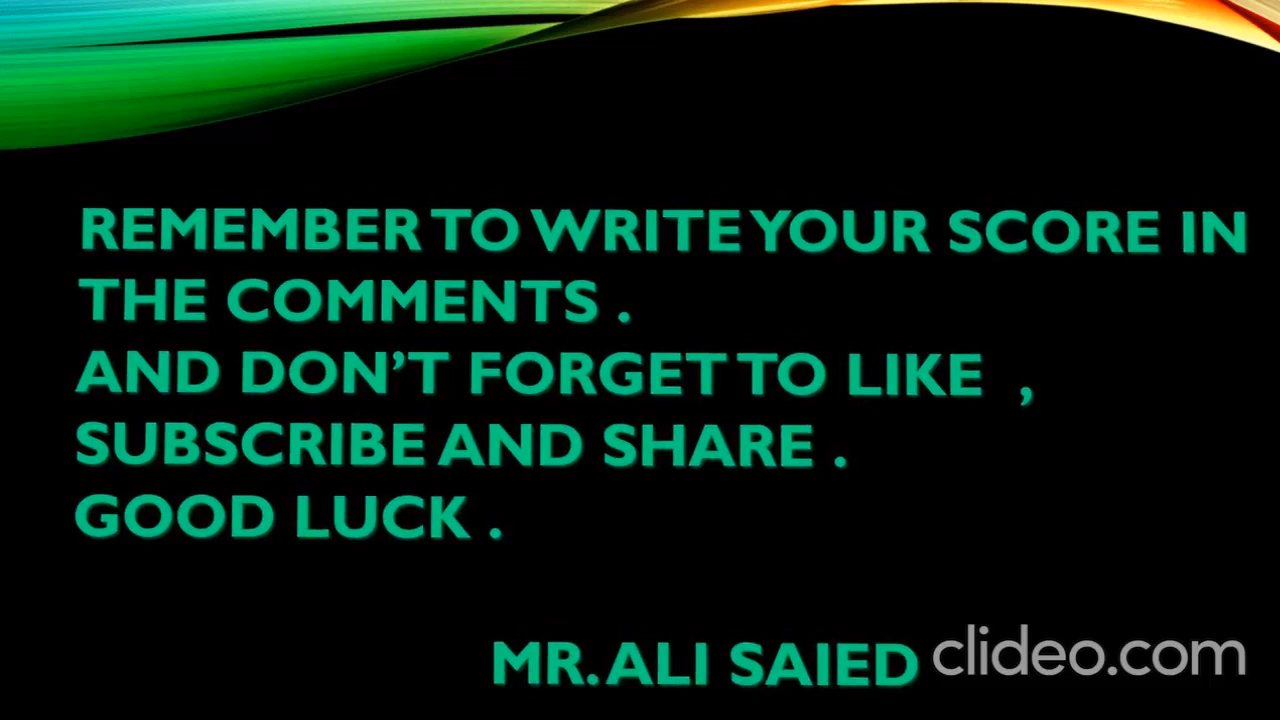 REMEMBER TO WRITE YOUR SCORE IN
THE COMMENTS .
AND DON’T FORGET TO LIKE ,
SUBSCRIBE AND SHARE .
GOOD LUCK .
MR. ALI SAIED
clideo.com